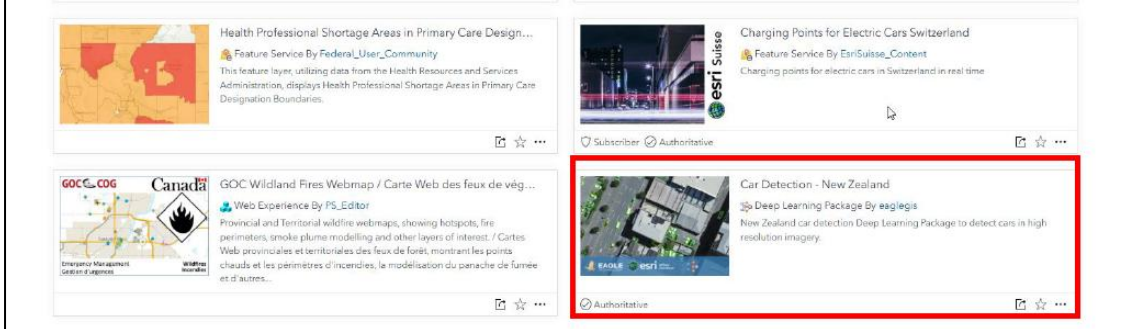 Health Professional Shortage Areas in Primary Care Design...
Feature Service By Federal_User_Community
This feature layer, utilizing data from the Health Resources and Services
Administration, displays Health Professional Shortage Areas in Primary Care
Designation Boundaries.
esri Suisse
Charging Points for Electric Cars Switzerland
Feature Service By EsriSuisse_Content
Charging points for electric cars in Switzerland in real time
Subscriber Authoritative
GOC COG Canada
Emergency Management
Gestion d'urgences
Wildfires
Incendies
GOC Wildland Fires Webmap / Carte Web des feux de vég...
Web Experience By PS_Editor
Provincial and Territorial wildfire webmaps, showing hotspots, fire
perimeters, smoke plume modelling and other layers of interest. / Cartes
Web provinciales et territoriales des feux de forêt, montrant les points
chauds et les périmètres d'incendies, la modélisation du panache de fumée
et d'autres...
EAGLE esri
Car Detection - New Zealand
Deep Learning Package By eaglegis
New Zealand car detection Deep Learning Package to detect cars in high
resolution imagery.
Authoritative